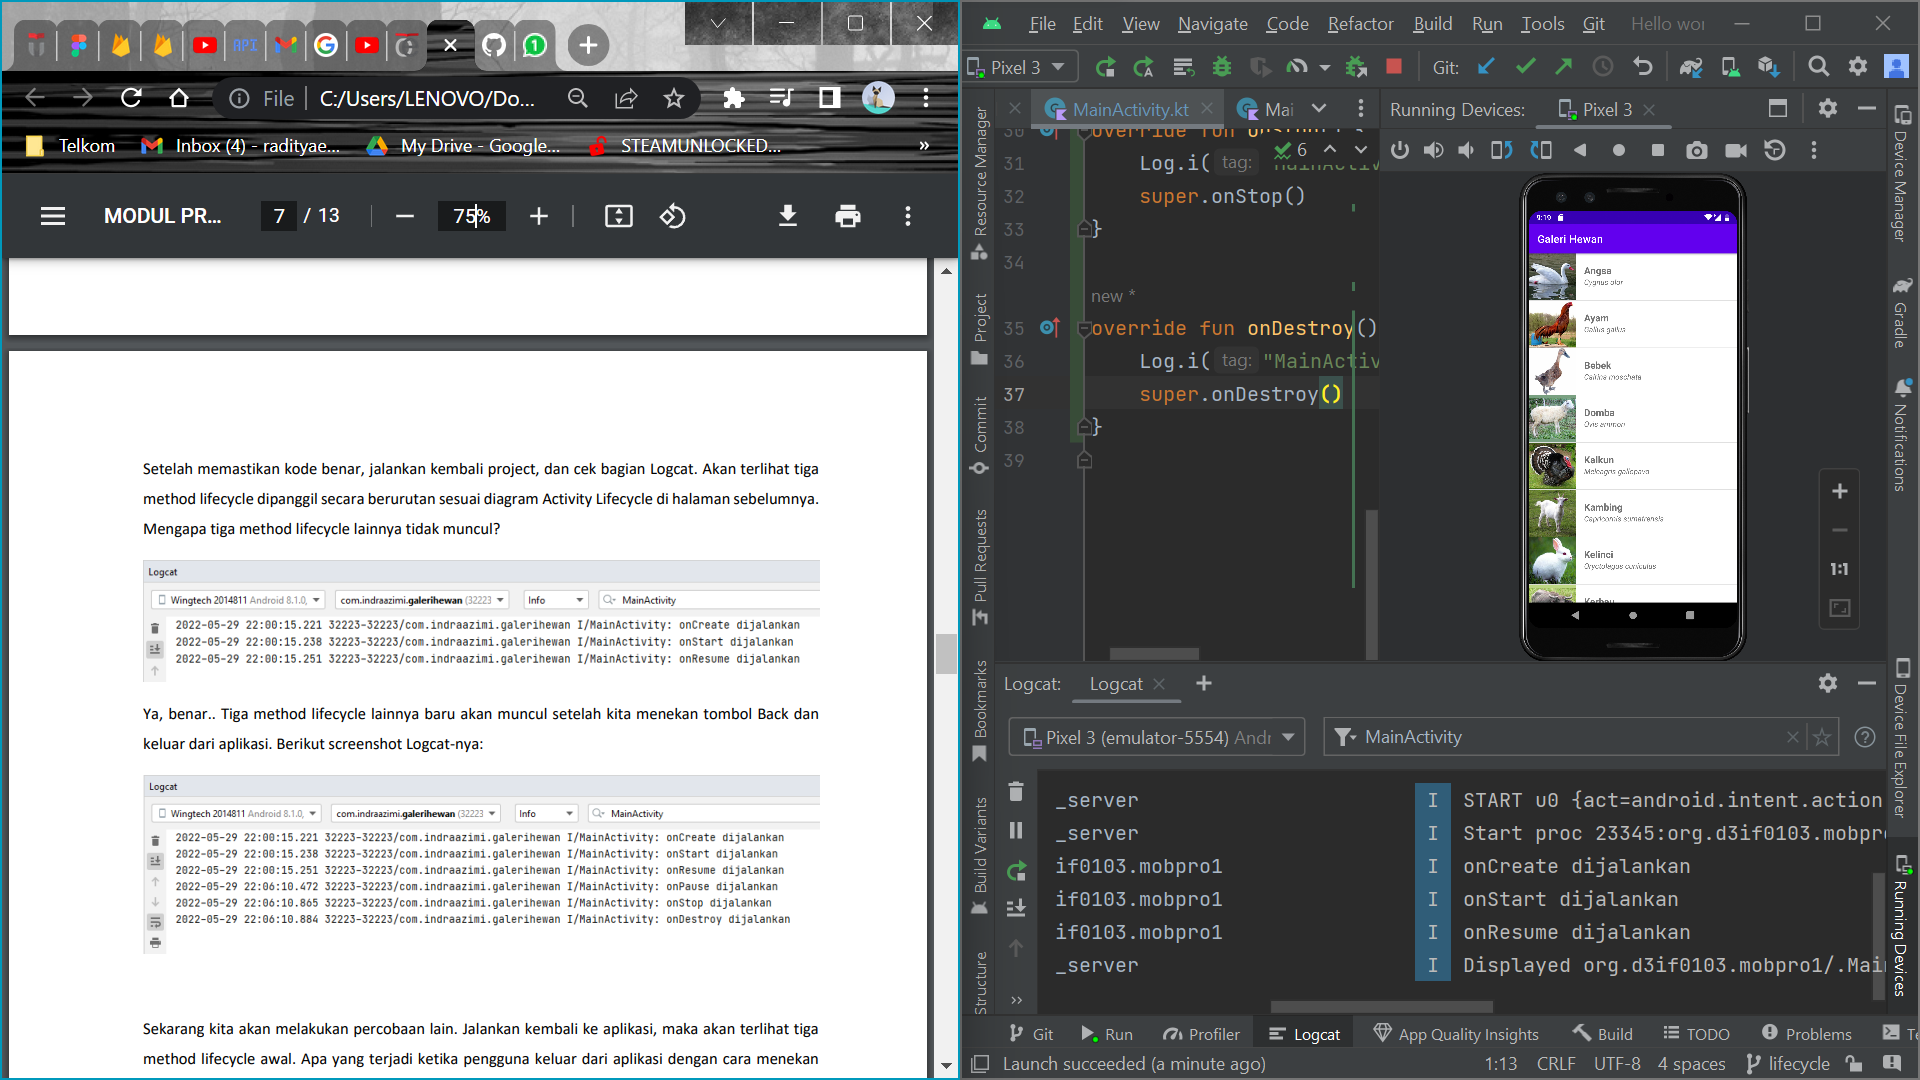 File
C:/Users/LENOVO/Do...
Telkom
Inbox (4) - radityae...
My Drive - Google...
STEAMUNLOCKED...
»
MODUL PR...
7 / 13
75%
Setelah memastikan kode benar, jalankan kembali project, dan cek bagian Logcat. Akan terlihat tiga
method lifecycle dipanggil secara berurutan sesuai diagram Activity Lifecycle di halaman sebelumnya.
Mengapa tiga method lifecycle lainnya tidak muncul?
Logcat
Wingtech 2014811 Android 8.1.0, com.indraazimi.galerihewan (32223 Info MainActivity
2022-05-29 22:00:15.221 32223-32223/com.indraazimi.galerihewan I/MainActivity: onCreate dijalankan
2022-05-29 22:00:15.238 32223-32223/com.indraazimi.galerihewan I/MainActivity: onStart dijalankan
2022-05-29 22:00:15.251 32223-32223/com.indraazimi.galerihewan I/MainActivity: onResume dijalankan
Ya, benar.. Tiga method lifecycle lainnya baru akan muncul setelah kita menekan tombol Back dan
keluar dari aplikasi. Berikut screenshot Logcat-nya:
Logcat
Wingtech 2014811 Android 8.1.0, com.indraazimi.galerihewan (32223 Info MainActivity
2022-05-29 22:00:15.221 32223-32223/com.indraazimi.galerihewan I/MainActivity: onCreate dijalankan
2022-05-29 22:00:15.238 32223-32223/com.indraazimi.galerihewan I/MainActivity: onStart dijalankan
2022-05-29 22:00:15.251 32223-32223/com.indraazimi.galerihewan I/MainActivity: onResume dijalankan
2022-05-29 22:06:10.472 32223-32223/com.indraazimi.galerihewan I/MainActivity: onPause dijalankan
2022-05-29 22:06:10.865 32223-32223/com.indraazimi.galerihewan I/MainActivity: onStop dijalankan
2022-05-29 22:06:10.884 32223-32223/com.indraazimi.galerihewan I/MainActivity: onDestroy dijalankan
Sekarang kita akan melakukan percobaan lain. Jalankan kembali ke aplikasi, maka akan terlihat tiga
method lifecycle awal. Apa yang terjadi ketika pengguna keluar dari aplikasi dengan cara menekan
File Edit View Navigate Code Refactor Build Run Tools Git Hello wor
Pixel 3
Git:
MainActivity.kt
Mai
Running Devices: Pixel 3
Resource Manager
Project
Commit
Pull Requests
Bookmarks
Build Variants
Structure
30 override fun onStop() {
6
31 Log.i( tag: "MainActiv
32 super.onStop()
33 }
34
new *
35 override fun onDestroy()
36 Log.i( tag: "MainActiv
37 super.onDestroy()
38 }
39
9:19
Galeri Hewan
Angsa
Cygnus olor
Ayam
Gallus gallus
Bebek
Cairina moschata
Domba
Ovis ammon
Kalkun
Meleagris gallopavo
Kambing
Capricornis sumatrensis
Kelinci
Oryctolagus cuniculus
Kerbau
1:1
Device Manager
Gradle
Notifications
Device File Explorer
Running Devices
Logcat: Logcat
Pixel 3 (emulator-5554) Andr
MainActivity
_server I START u0 {act=android.intent.action
_server I Start proc 23345:org.d3if0103.mobpro
if0103.mobpro1 I onCreate dijalankan
if0103.mobpro1 I onStart dijalankan
if0103.mobpro1 I onResume dijalankan
_server I Displayed org.d3if0103.mobpro1/.Mai
»
Git Run Profiler Logcat App Quality Insights Build TODO Problems Te
Launch succeeded (a minute ago)
1:13 CRLF UTF-8 4 spaces lifecycle